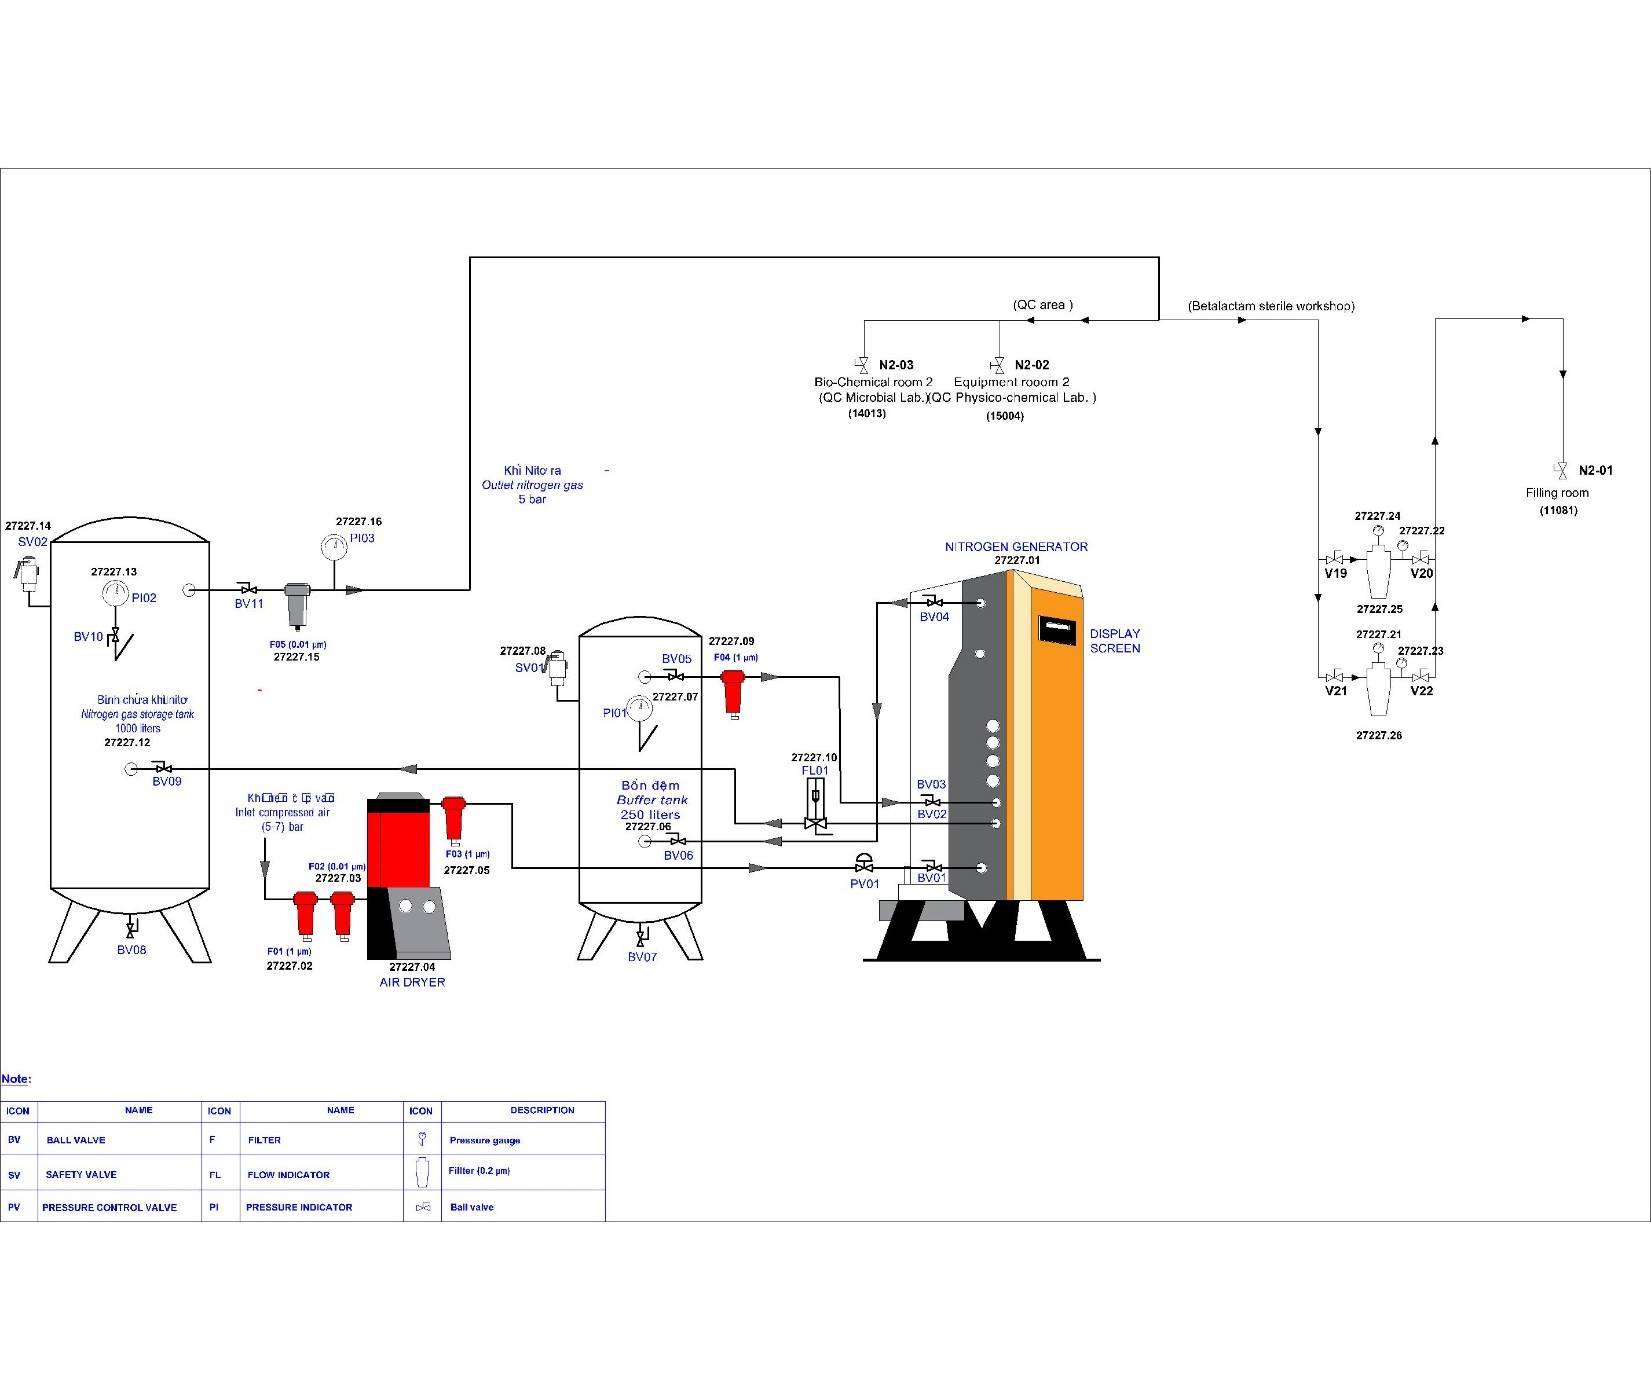 (QC area )
(Betalactam sterile workshop)
N2-03
Bio-Chemical room 2
(QC Microbial Lab.)
(14013)
N2-02
Equipment rooom 2
(QC Physico-chemical Lab. )
(15004)
N2-01
Filling room
(11081)
Khì Nitơ ra
Outlet nitrogen gas
5 bar
27227.14
SV02
27227.16
PI03
27227.13
PI02
BV10
BV11
F05 (0.01 µm)
27227.15
Nitrogen gas storage tank
1000 liters
27227.12
BV09
BV08
Inlet compressed air
(5-7) bar
F02 (0.01 µm)
27227.03
F01 (1 µm)
27227.02
27227.04
AIR DRYER
F03 (1 µm)
27227.05
27227.08
SV01
BV05
27227.09
F04 (1 µm)
27227.07
PI01
Bồn đệm
Buffer tank
250 liters
27227.06
BV06
BV07
27227.10
FL01
PV01
NITROGEN GENERATOR
27227.01
BV04
DISPLAY
SCREEN
BV03
BV02
BV01
27227.24
27227.22
V19
V20
27227.25
27227.21
27227.23
V21
V22
27227.26
Note:
ICON NAME ICON NAME ICON DESCRIPTION
BV BALL VALVE F FILTER Pressure gauge
SV SAFETY VALVE FL FLOW INDICATOR Fillter (0.2 µm)
PV PRESSURE CONTROL VALVE PI PRESSURE INDICATOR Ball valve